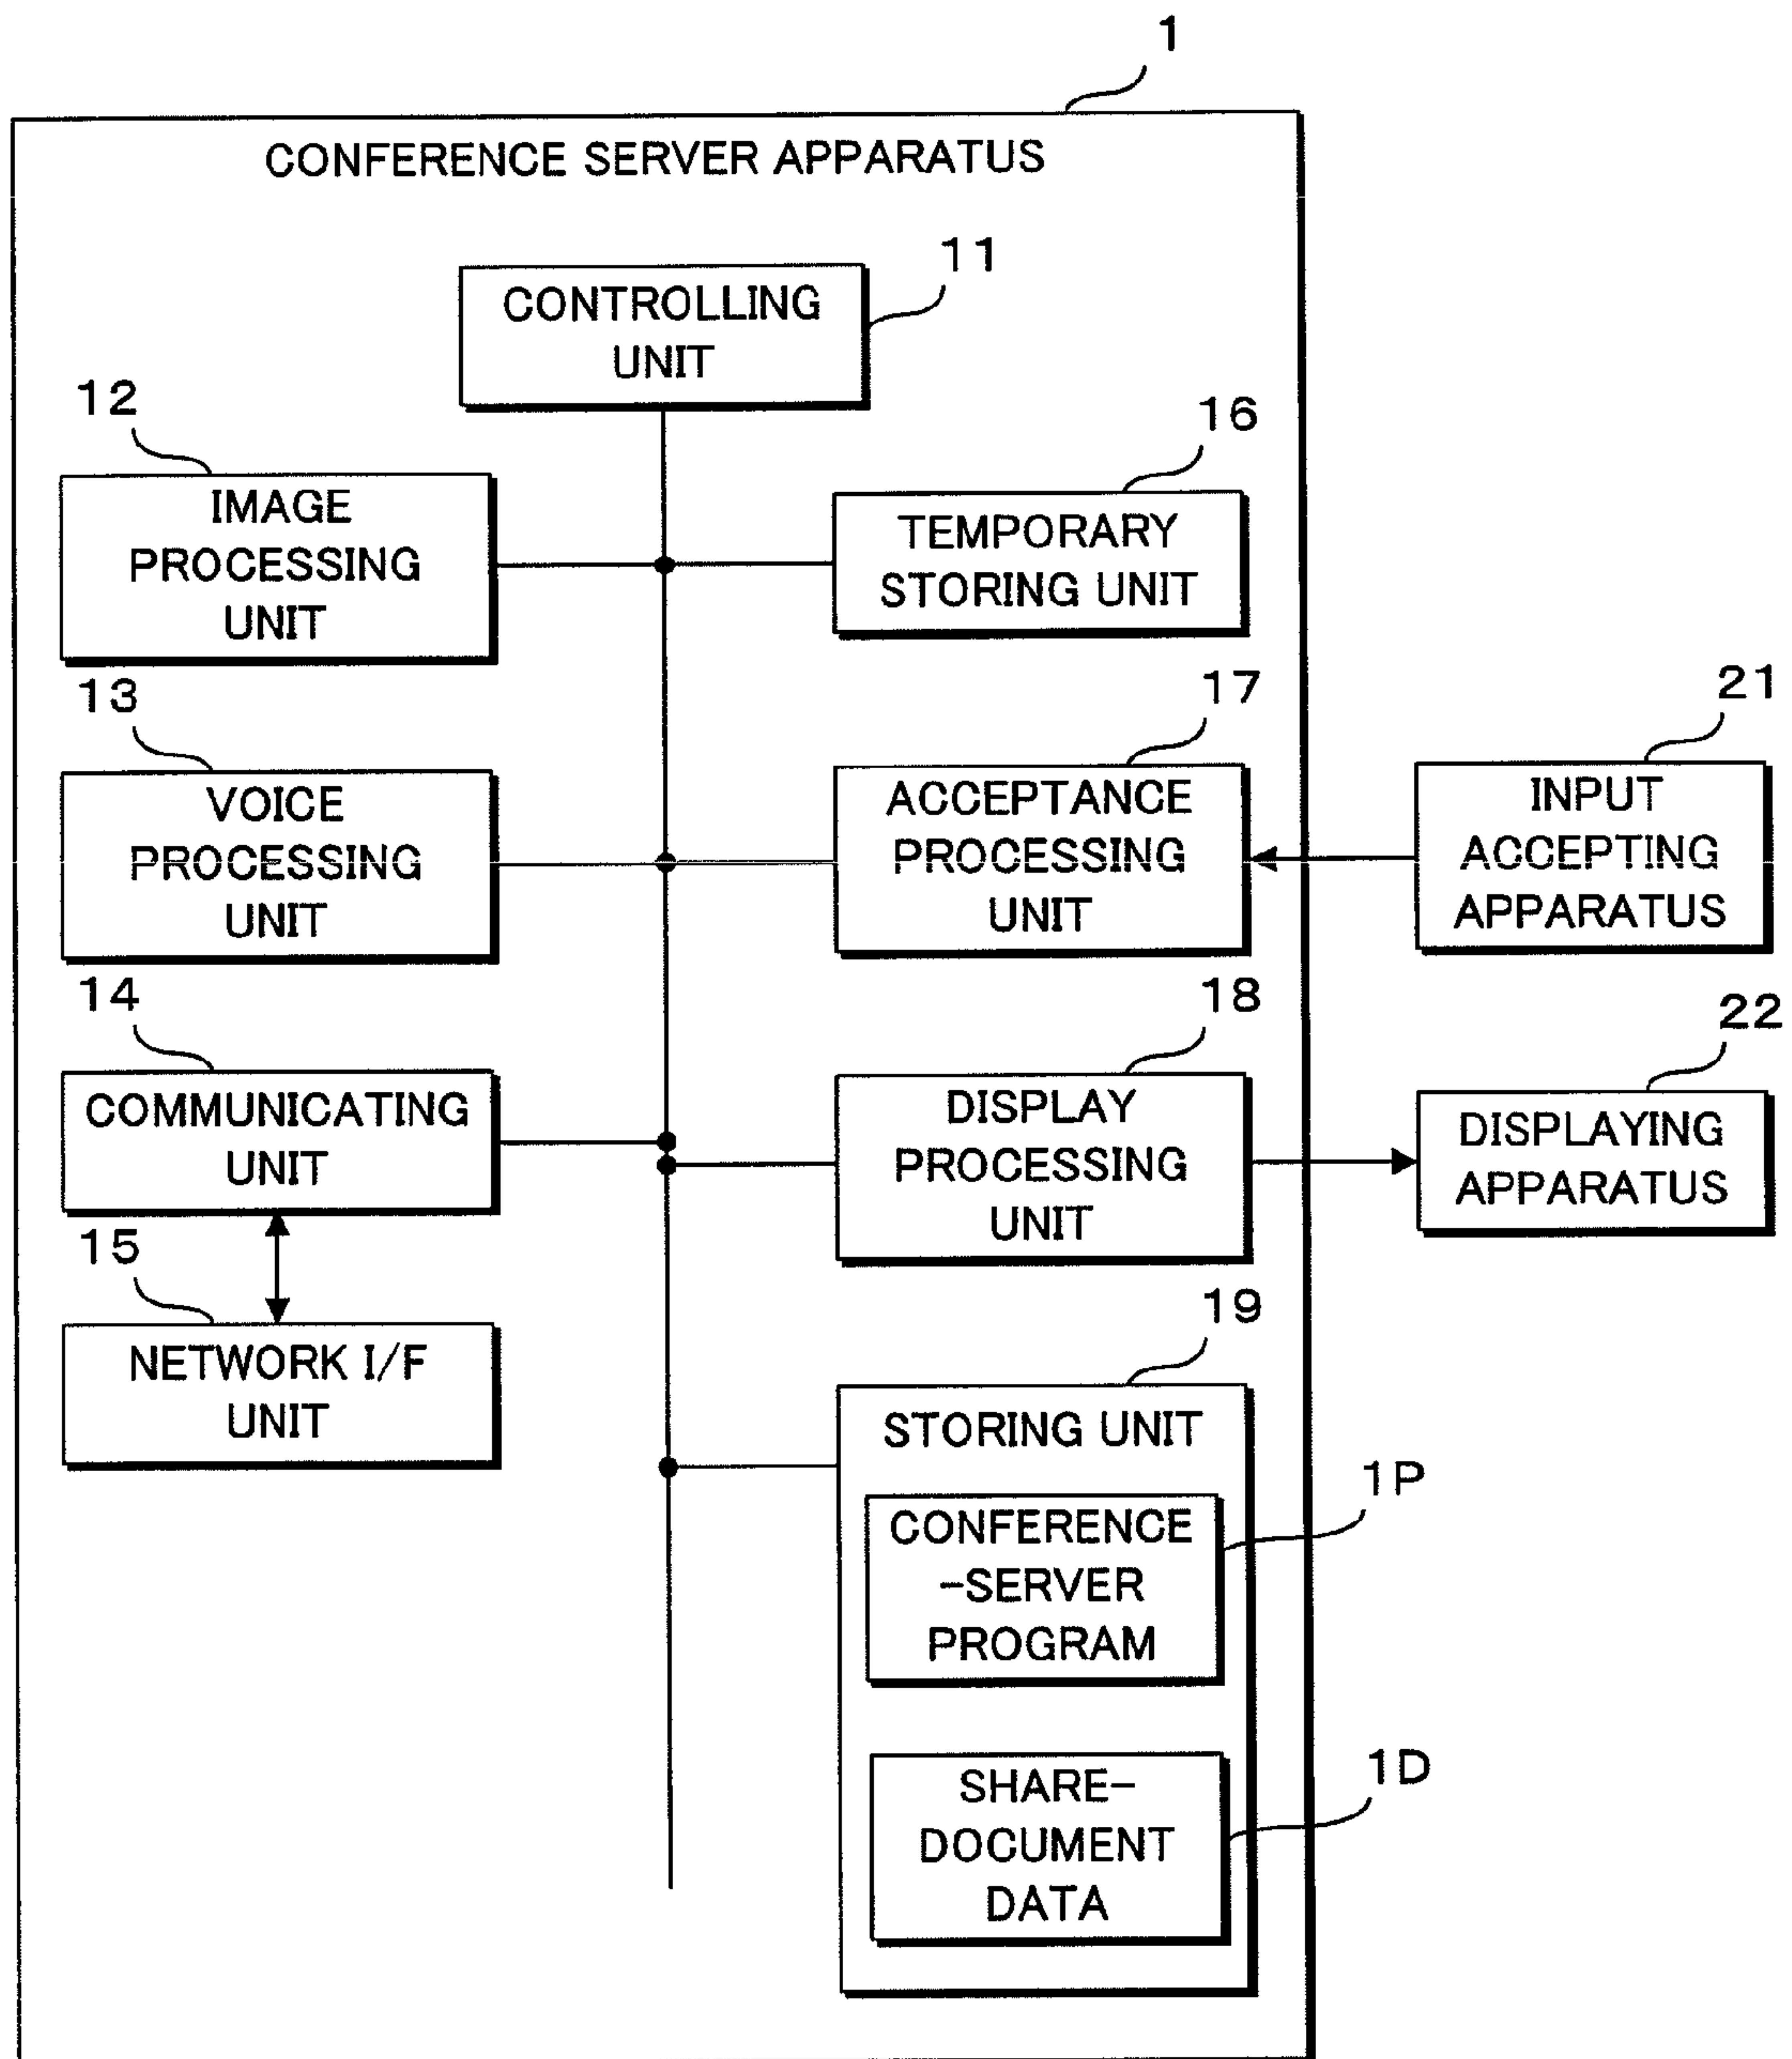 1
CONFERENCE SERVER APPARATUS
11
CONTROLLING
UNIT
12
IMAGE
PROCESSING
UNIT
16
TEMPORARY
STORING UNIT
13
VOICE
PROCESSING
UNIT
17
ACCEPTANCE
PROCESSING
UNIT
21
INPUT
ACCEPTING
APPARATUS
14
COMMUNICATING
UNIT
18
DISPLAY
PROCESSING
UNIT
22
DISPLAYING
APPARATUS
15
NETWORK I/F
UNIT
19
STORING UNIT
1P
CONFERENCE
-SERVER
PROGRAM
1D
SHARE-
DOCUMENT
DATA